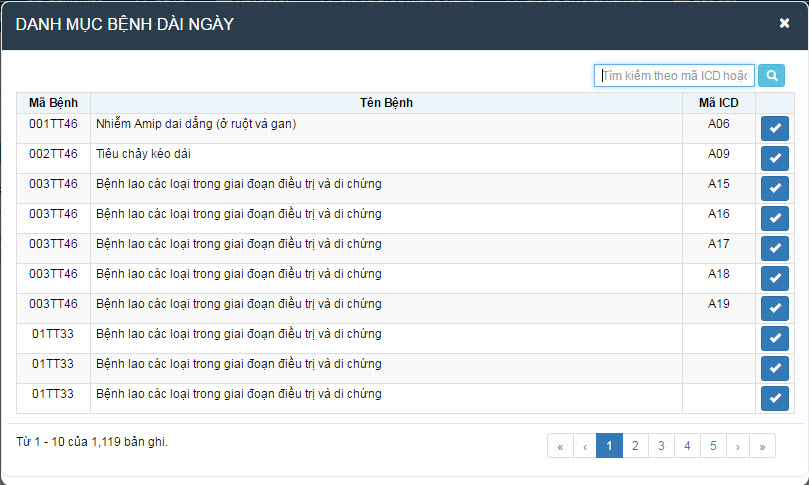 DANH MỤC BỆNH DÀI NGÀY
Tìm kiếm theo mã ICD hoặc
Mã Bệnh Tên Bệnh Mã ICD
001TT46 Nhiễm Amip dai dẳng (ở ruột và gan) A06
002TT46 Tiêu chảy kéo dài A09
003TT46 Bệnh lao các loại trong giai đoạn điều trị và di chứng A15
003TT46 Bệnh lao các loại trong giai đoạn điều trị và di chứng A16
003TT46 Bệnh lao các loại trong giai đoạn điều trị và di chứng A17
003TT46 Bệnh lao các loại trong giai đoạn điều trị và di chứng A18
003TT46 Bệnh lao các loại trong giai đoạn điều trị và di chứng A19
01TT33 Bệnh lao các loại trong giai đoạn điều trị và di chứng
01TT33 Bệnh lao các loại trong giai đoạn điều trị và di chứng
01TT33 Bệnh lao các loại trong giai đoạn điều trị và di chứng
Từ 1 - 10 của 1,119 bản ghi. « ‹ 1 2 3 4 5 › »